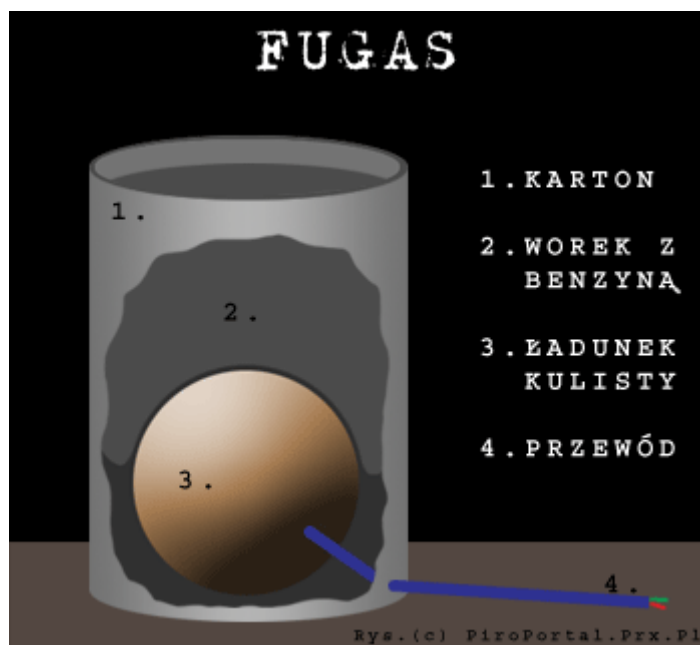 FUGAS
1.
1.KARTON
2.WOREK Z
BENZYNĄ
2.
3.ŁADUNEK
KULISTY
3.
4.PRZEWÓD
4.
Rys.(c) PiroPortal.Prx.Pl